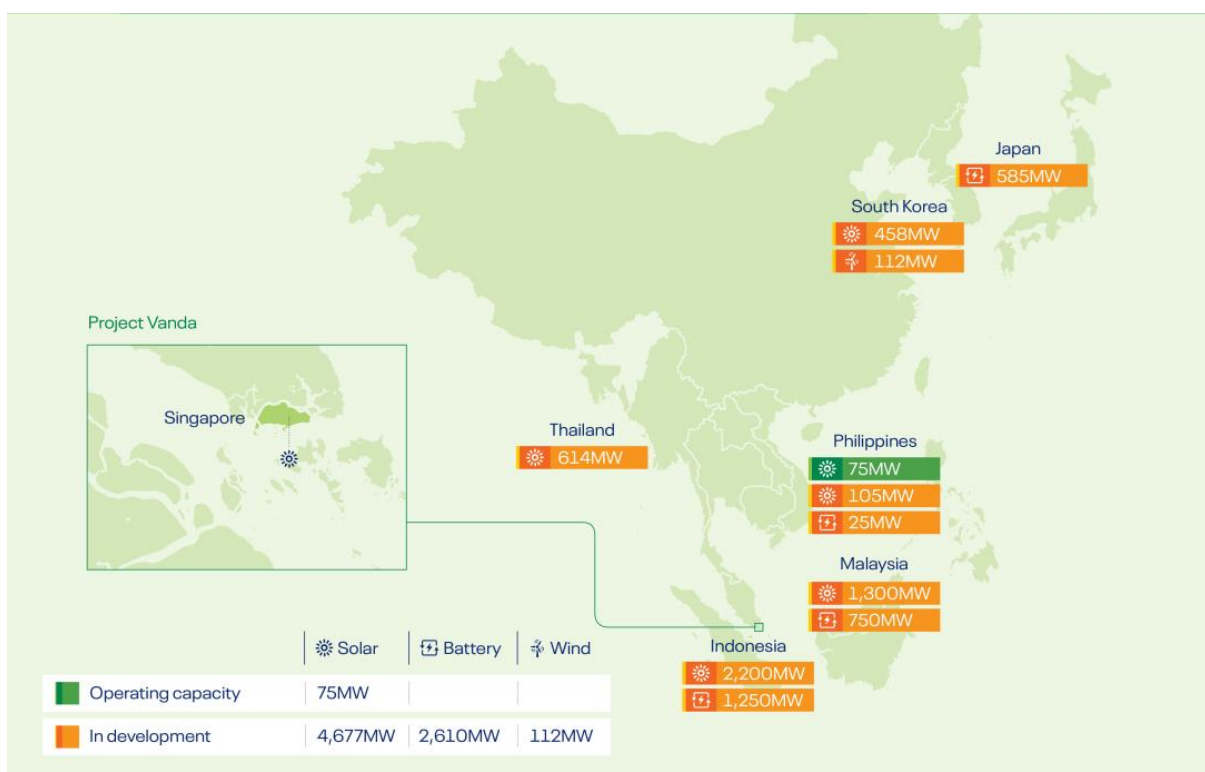 Japan
585MW
South Korea
458MW
112MW
Project Vanda
Singapore
Thailand
614MW
Philippines
75MW
105MW
25MW
Malaysia
1,300MW
750MW
Indonesia
2,200MW
1,250MW
Solar Battery Wind
Operating capacity 75MW
In development 4,677MW 2,610MW 112MW